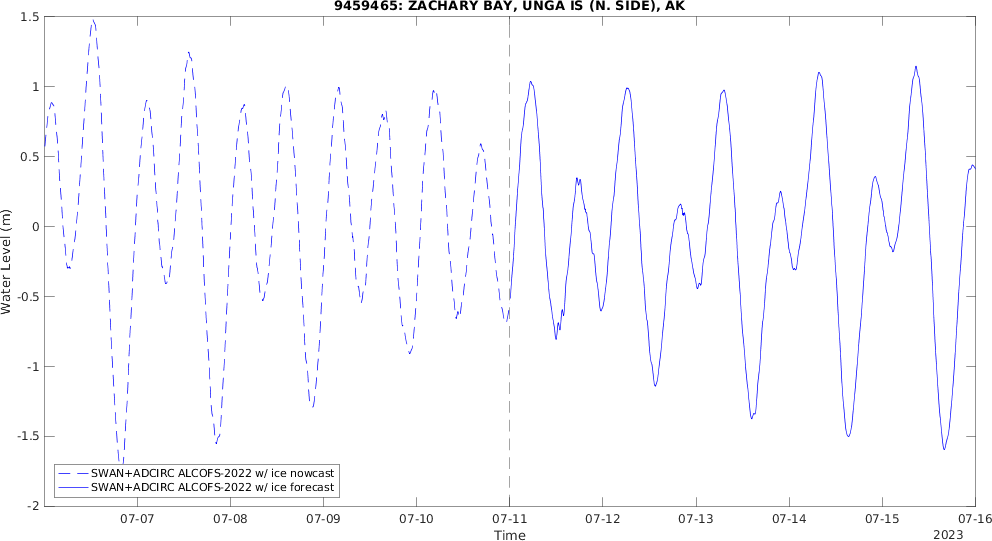 9459465: ZACHARY BAY, UNGA IS (N. SIDE), AK
1.5
1
0.5
0
-0.5
-1
-1.5
-2
Water Level (m)
SWAN+ADCIRC ALCOFS-2022 w/ ice nowcast
SWAN+ADCIRC ALCOFS-2022 w/ ice forecast
07-07 07-08 07-09 07-10 07-11 07-12 07-13 07-14 07-15 07-16
Time
2023